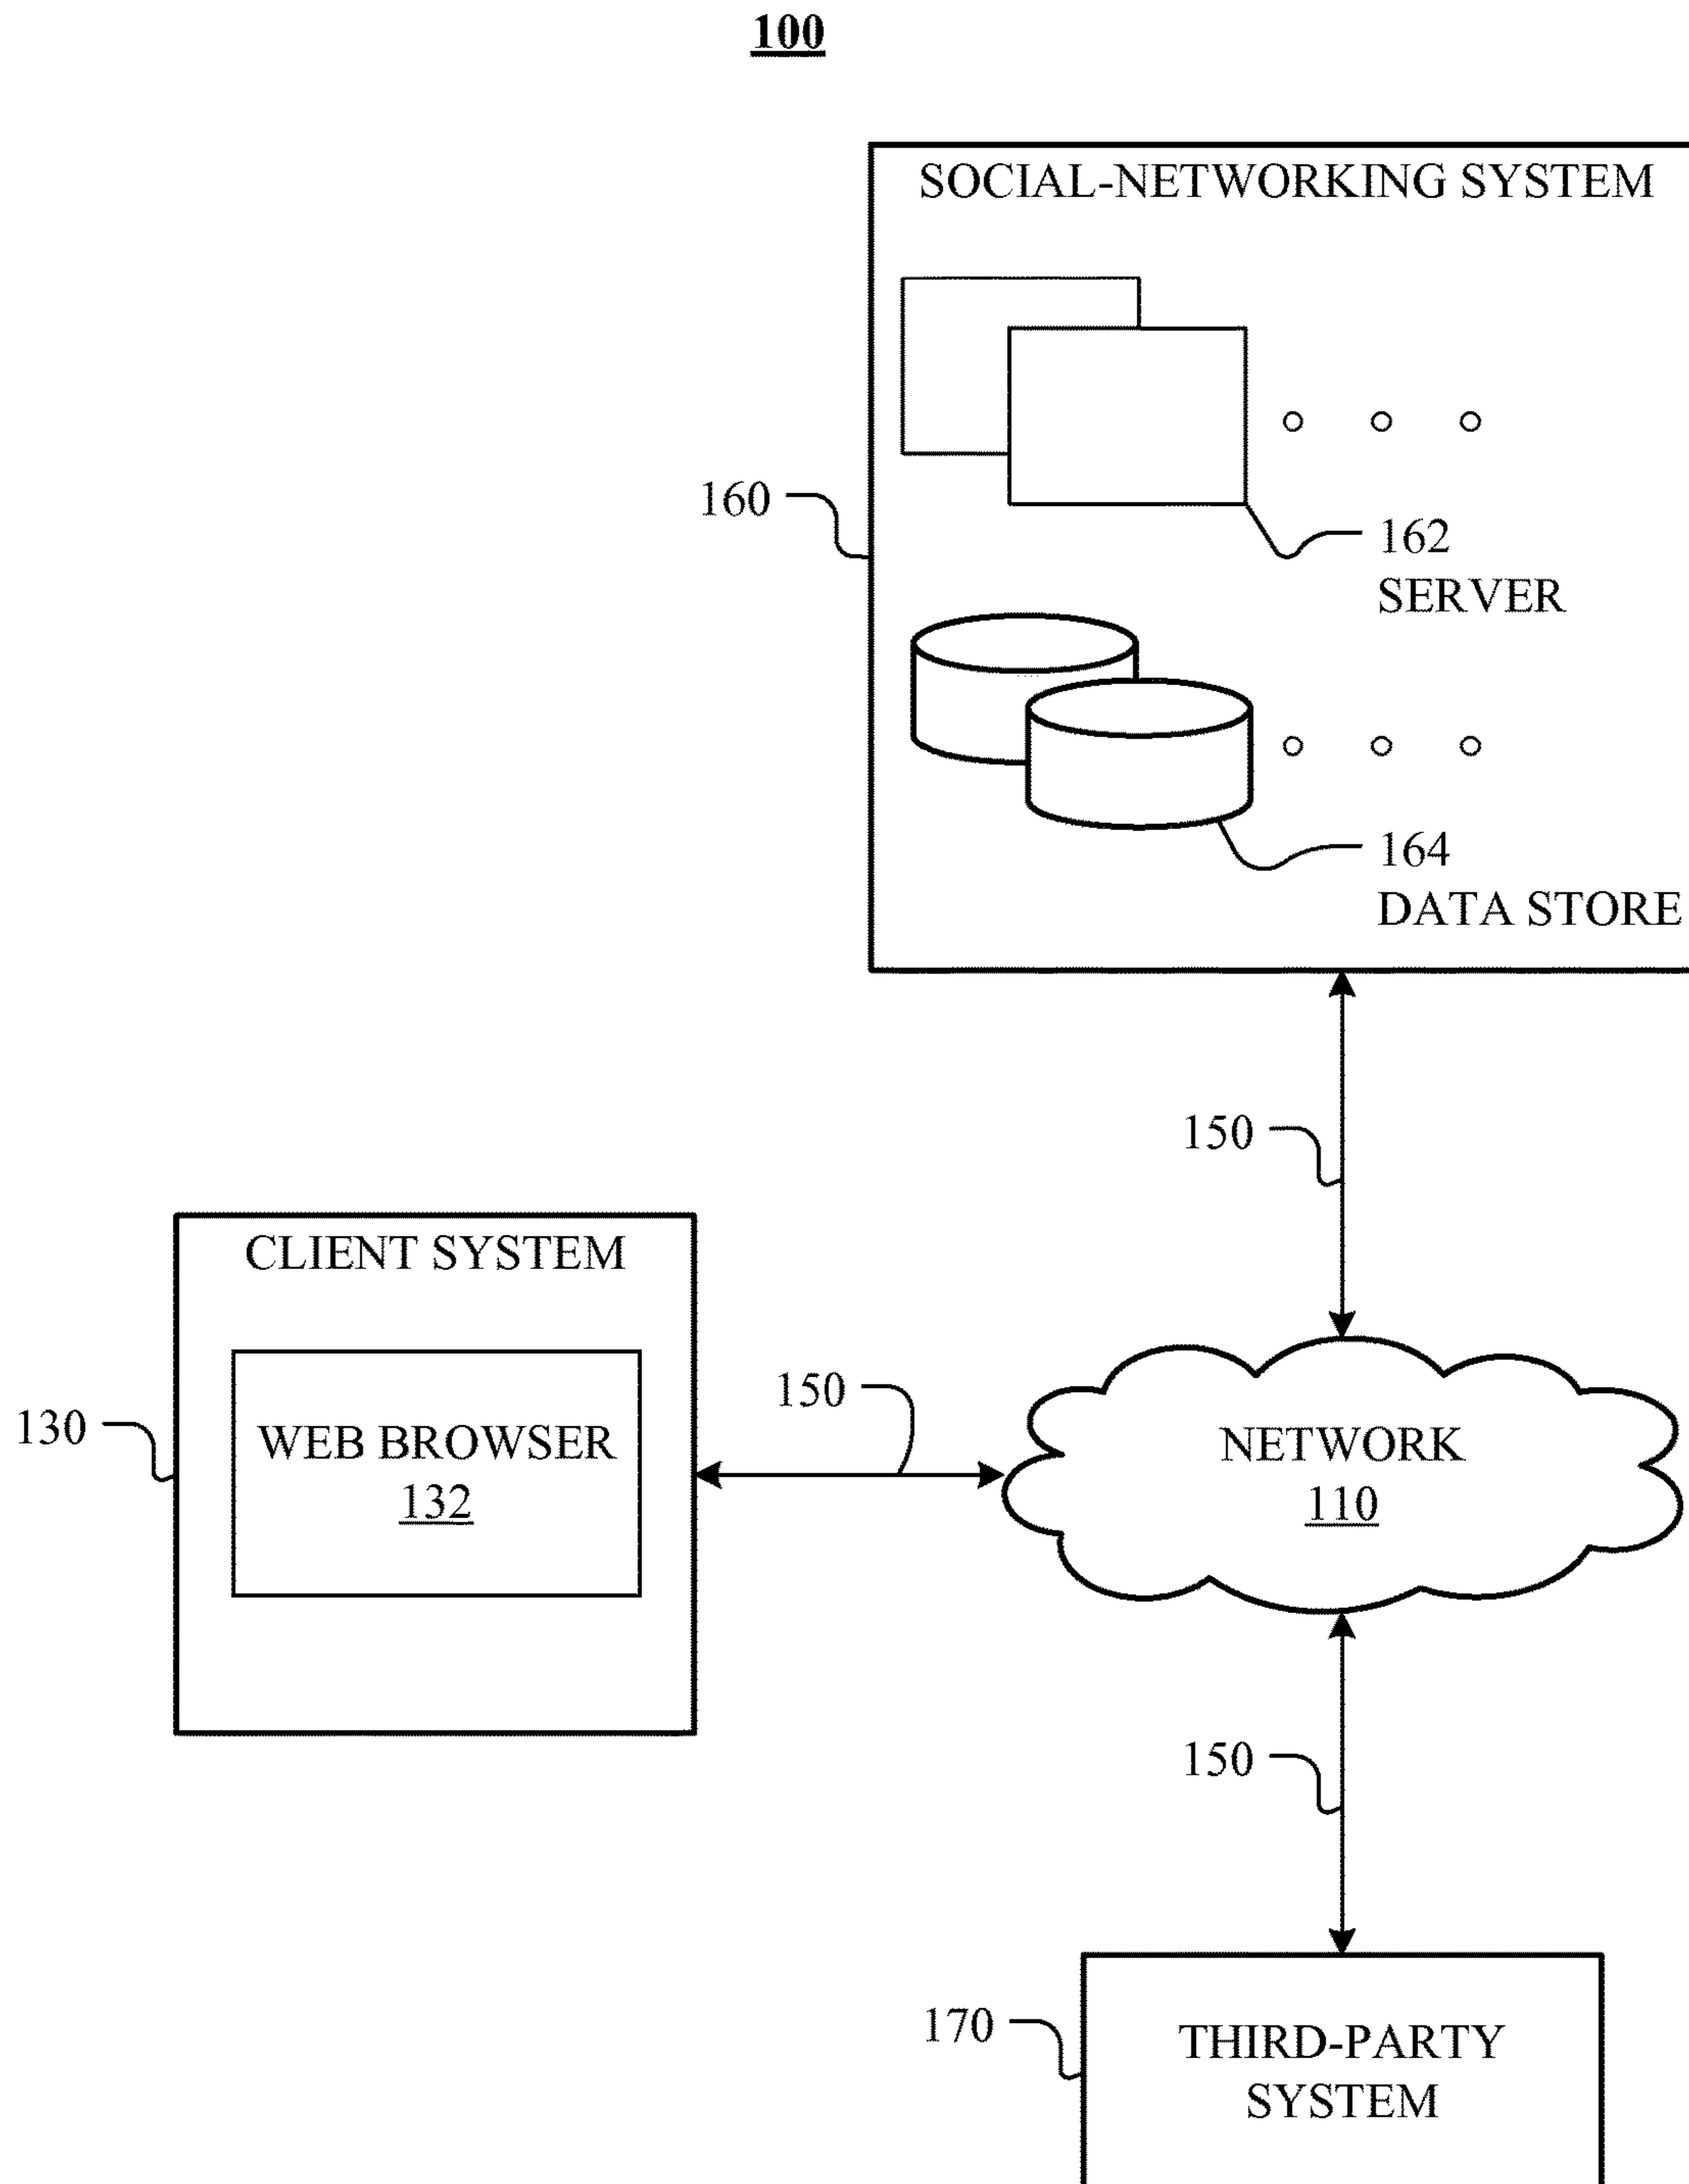 100
SOCIAL-NETWORKING SYSTEM
160
162
SERVER
164
DATA STORE
150
CLIENT SYSTEM
130
WEB BROWSER
132
150
NETWORK
110
150
170
THIRD-PARTY
SYSTEM